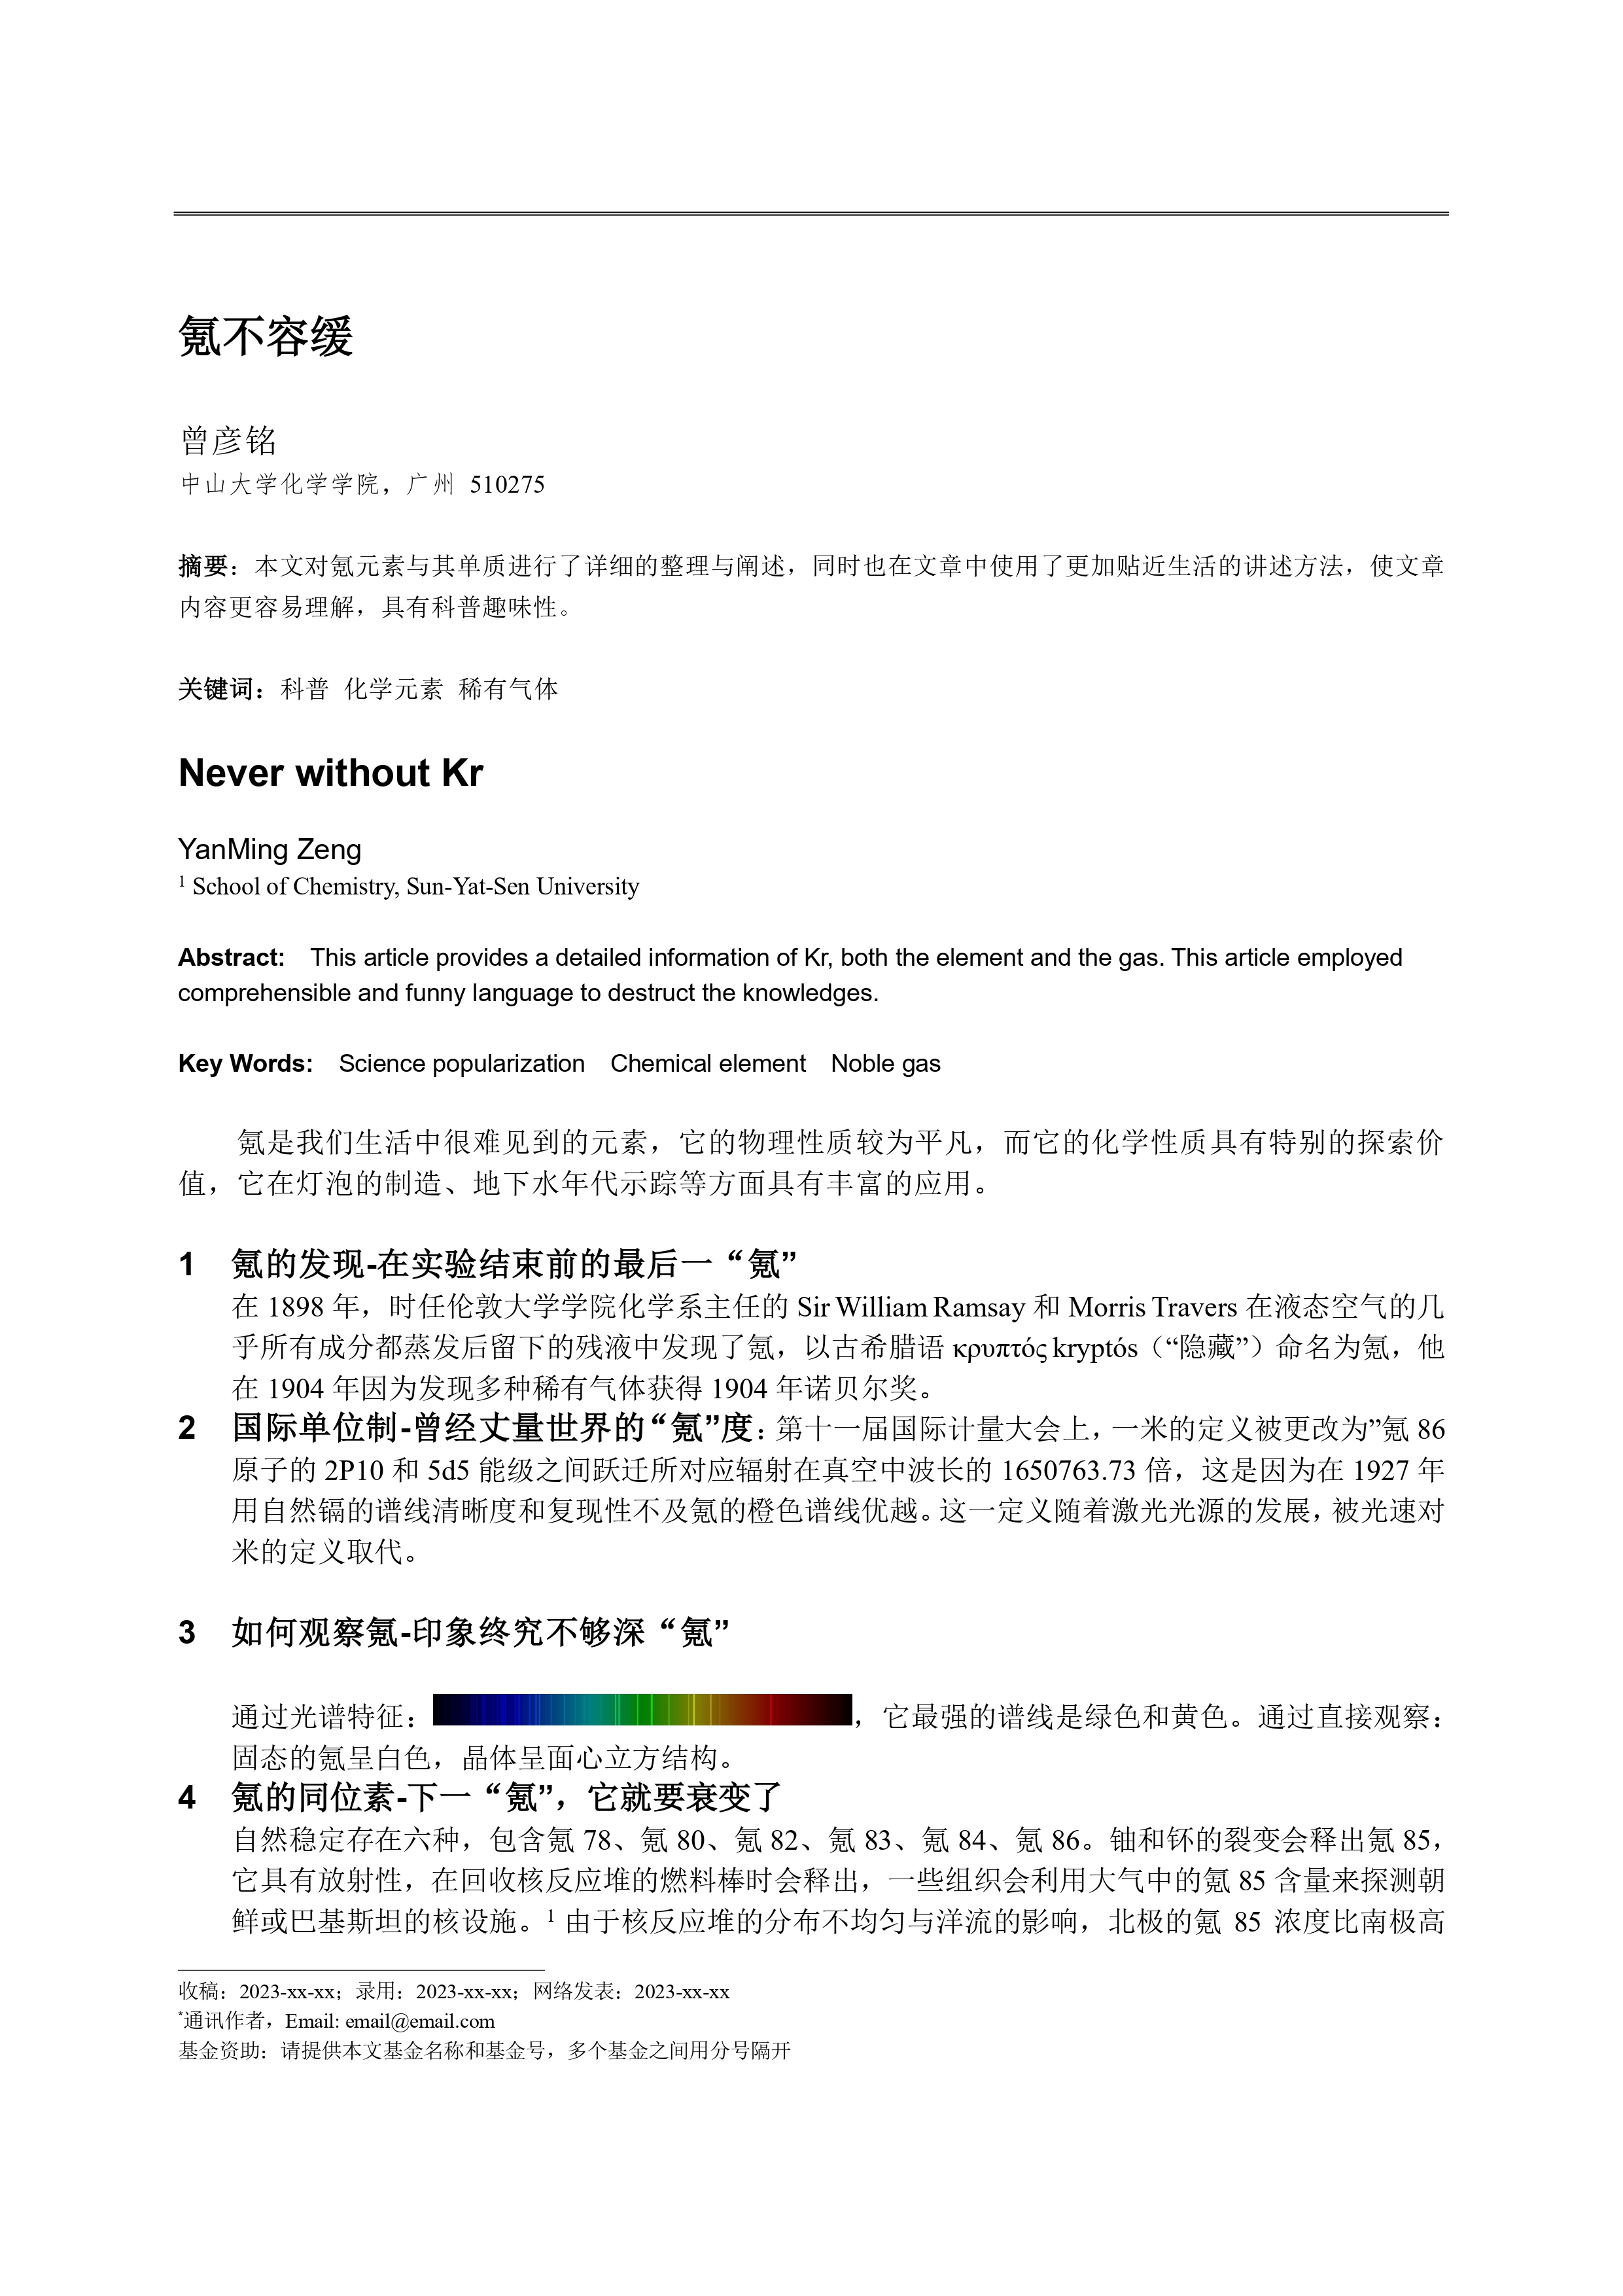 氪不容缓
曾彦铭
中山大学化学学院，广州 510275
摘要：本文对氪元素与其单质进行了详细的整理与阐述，同时也在文章中使用了更加贴近生活的讲述方法，使文章
内容更容易理解，具有科普趣味性。
关键词：科普 化学元素 稀有气体
Never without Kr
YanMing Zeng
1 School of Chemistry, Sun-Yat-Sen University
Abstract: This article provides a detailed information of Kr, both the element and the gas. This article employed
comprehensible and funny language to destruct the knowledges.
Key Words: Science popularization Chemical element Noble gas
氪是我们生活中很难见到的元素，它的物理性质较为平凡，而它的化学性质具有特别的探索价
值，它在灯泡的制造、地下水年代示踪等方面具有丰富的应用。
1 氪的发现-在实验结束前的最后一“氪”
在 1898 年，时任伦敦大学学院化学系主任的 Sir William Ramsay 和 Morris Travers 在液态空气的几
乎所有成分都蒸发后留下的残液中发现了氪，以古希腊语 κρυπτός kryptós（“隐藏”）命名为氪，他
在 1904 年因为发现多种稀有气体获得 1904 年诺贝尔奖。
2 国际单位制-曾经丈量世界的“氪”度：第十一届国际计量大会上，一米的定义被更改为”氪 86
原子的 2P10 和 5d5 能级之间跃迁所对应辐射在真空中波长的 1650763.73 倍，这是因为在 1927 年
用自然镉的谱线清晰度和复现性不及氪的橙色谱线优越。这一定义随着激光光源的发展，被光速对
米的定义取代。
3 如何观察氪-印象终究不够深“氪”
通过光谱特征：，它最强的谱线是绿色和黄色。通过直接观察：
固态的氪呈白色，晶体呈面心立方结构。
4 氪的同位素-下一“氪”，它就要衰变了
自然稳定存在六种，包含氪 78、氪 80、氪 82、氪 83、氪 84、氪 86。铀和钚的裂变会释出氪 85，
它具有放射性，在回收核反应堆的燃料棒时会释出，一些组织会利用大气中的氪 85 含量来探测朝
鲜或巴基斯坦的核设施。1 由于核反应堆的分布不均匀与洋流的影响，北极的氪 85 浓度比南极高
收稿：2023-xx-xx；录用：2023-xx-xx；网络发表：2023-xx-xx
*通讯作者，Email: email@email.com
基金资助：请提供本文基金名称和基金号，多个基金之间用分号隔开